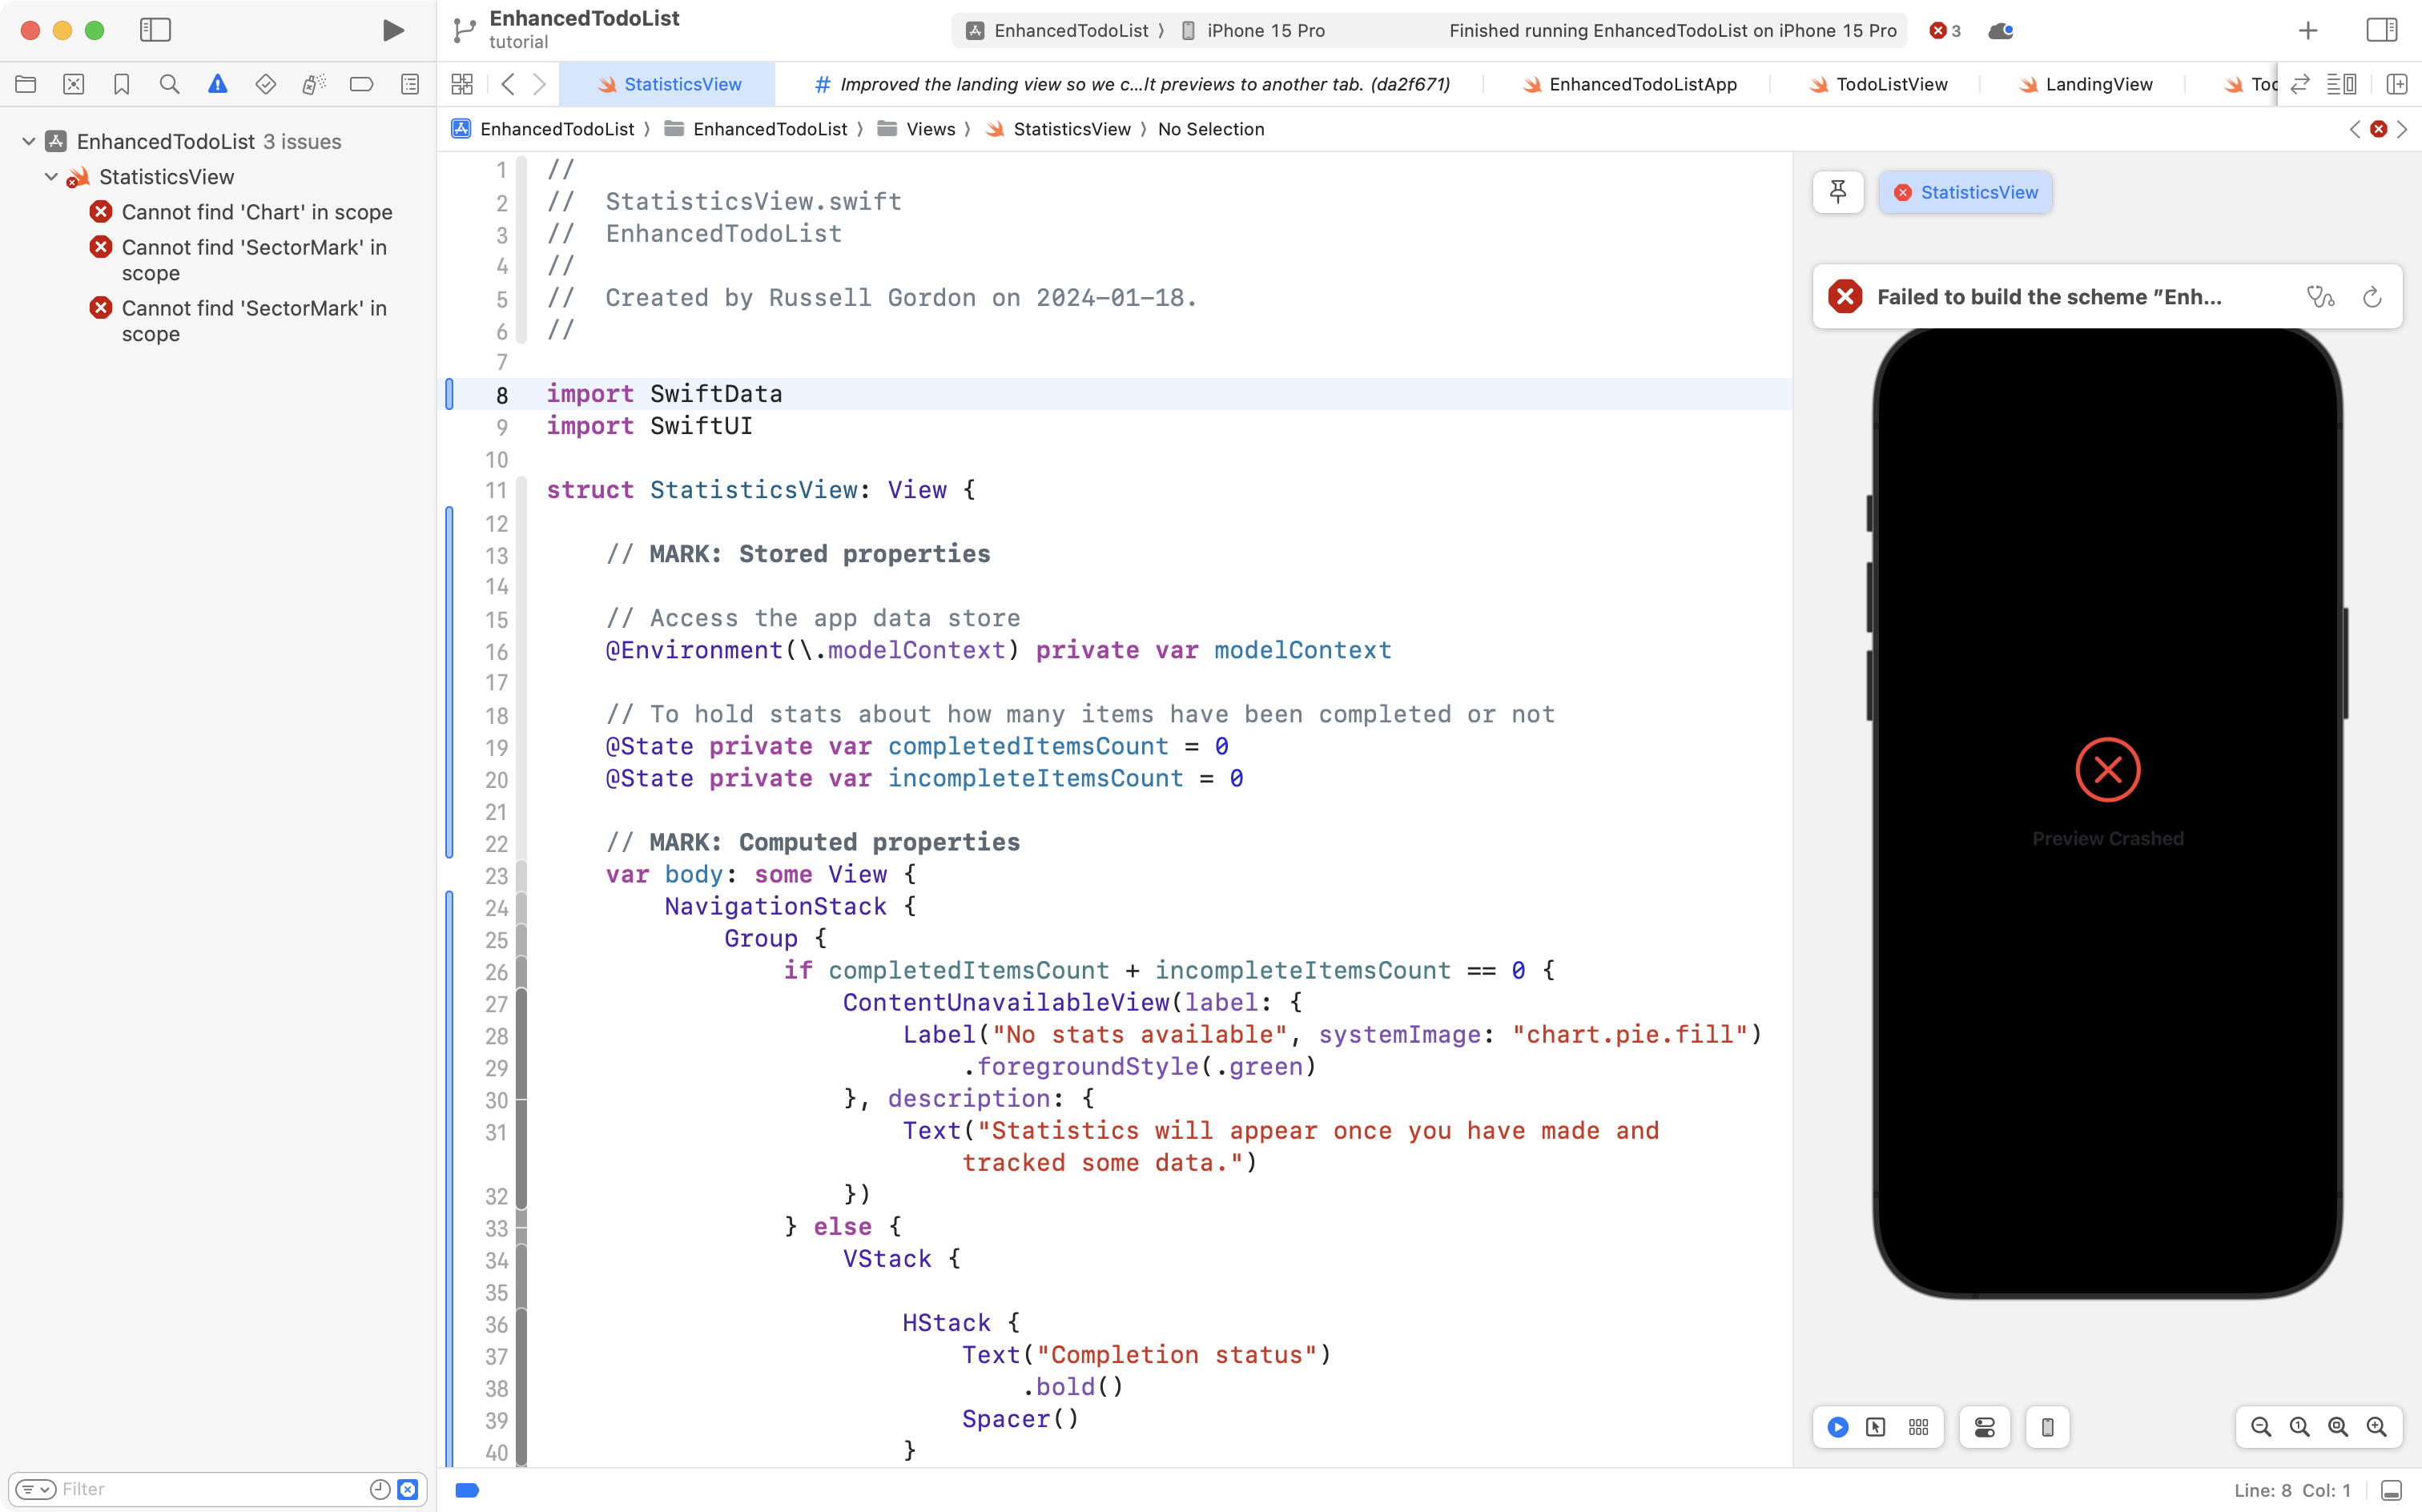 EnhancedTodoList
tutorial
EnhancedTodoList ⟩ iPhone 15 Pro
Finished running EnhancedTodoList on iPhone 15 Pro
3
StatisticsView
# Improved the landing view so we c...lt previews to another tab. (da2f671)
EnhancedTodoListApp
TodoListView
LandingView
Too
EnhancedTodoList ⟩ EnhancedTodoList ⟩ Views ⟩ StatisticsView ⟩ No Selection
EnhancedTodoList 3 issues
StatisticsView
Cannot find 'Chart' in scope
Cannot find 'SectorMark' in
scope
Cannot find 'SectorMark' in
scope
1 //
2 //  StatisticsView.swift
3 //  EnhancedTodoList
4 //
5 //  Created by Russell Gordon on 2024-01-18.
6 //
7
8 import SwiftData
9 import SwiftUI
10
11 struct StatisticsView: View {
12
13     // MARK: Stored properties
14
15     // Access the app data store
16     @Environment(\.modelContext) private var modelContext
17
18     // To hold stats about how many items have been completed or not
19     @State private var completedItemsCount = 0
20     @State private var incompleteItemsCount = 0
21
22     // MARK: Computed properties
23     var body: some View {
24         NavigationStack {
25             Group {
26                 if completedItemsCount + incompleteItemsCount == 0 {
27                     ContentUnavailableView(label: {
28                         Label("No stats available", systemImage: "chart.pie.fill")
29                             .foregroundStyle(.green)
30                     }, description: {
31                         Text("Statistics will appear once you have made and
tracked some data.")
32                     })
33                 } else {
34                     VStack {
35
36                         HStack {
37                             Text("Completion status")
38                                 .bold()
39                             Spacer()
40                         }
StatisticsView
Failed to build the scheme "Enh...
Preview Crashed
Filter
Line: 8 Col: 1